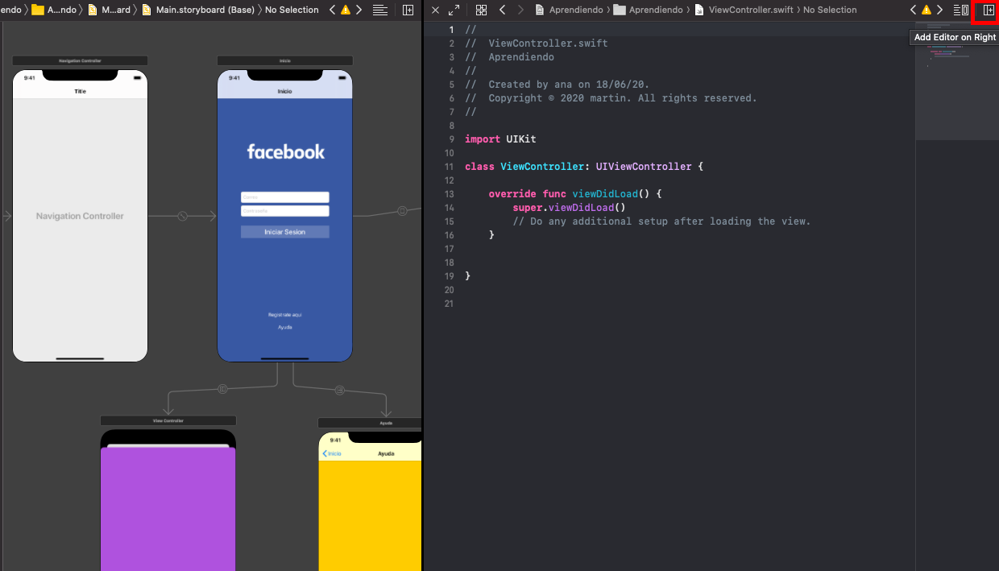 endo
A...ndo
M...ard
Main.storyboard (Base)
No Selection
Aprendiendo
Aprendiendo
ViewController.swift
No Selection
Add Editor on Right
Navigation Controller
9:41
Title
Navigation Controller
Inicio
9:41
Inicio
facebook
Correo
Contraseña
Iniciar Sesion
Registrate aqui
Ayuda
View Controller
Ayuda
9:41
Inicio
Ayuda
1 //
2 //  ViewController.swift
3 //  Aprendiendo
4 //
5 //  Created by ana on 18/06/20.
6 //  Copyright © 2020 martin. All rights reserved.
7 //
8
9 import UIKit
10
11 class ViewController: UIViewController {
12
13     override func viewDidLoad() {
14         super.viewDidLoad()
15         // Do any additional setup after loading the view.
16     }
17
18
19 }
20
21